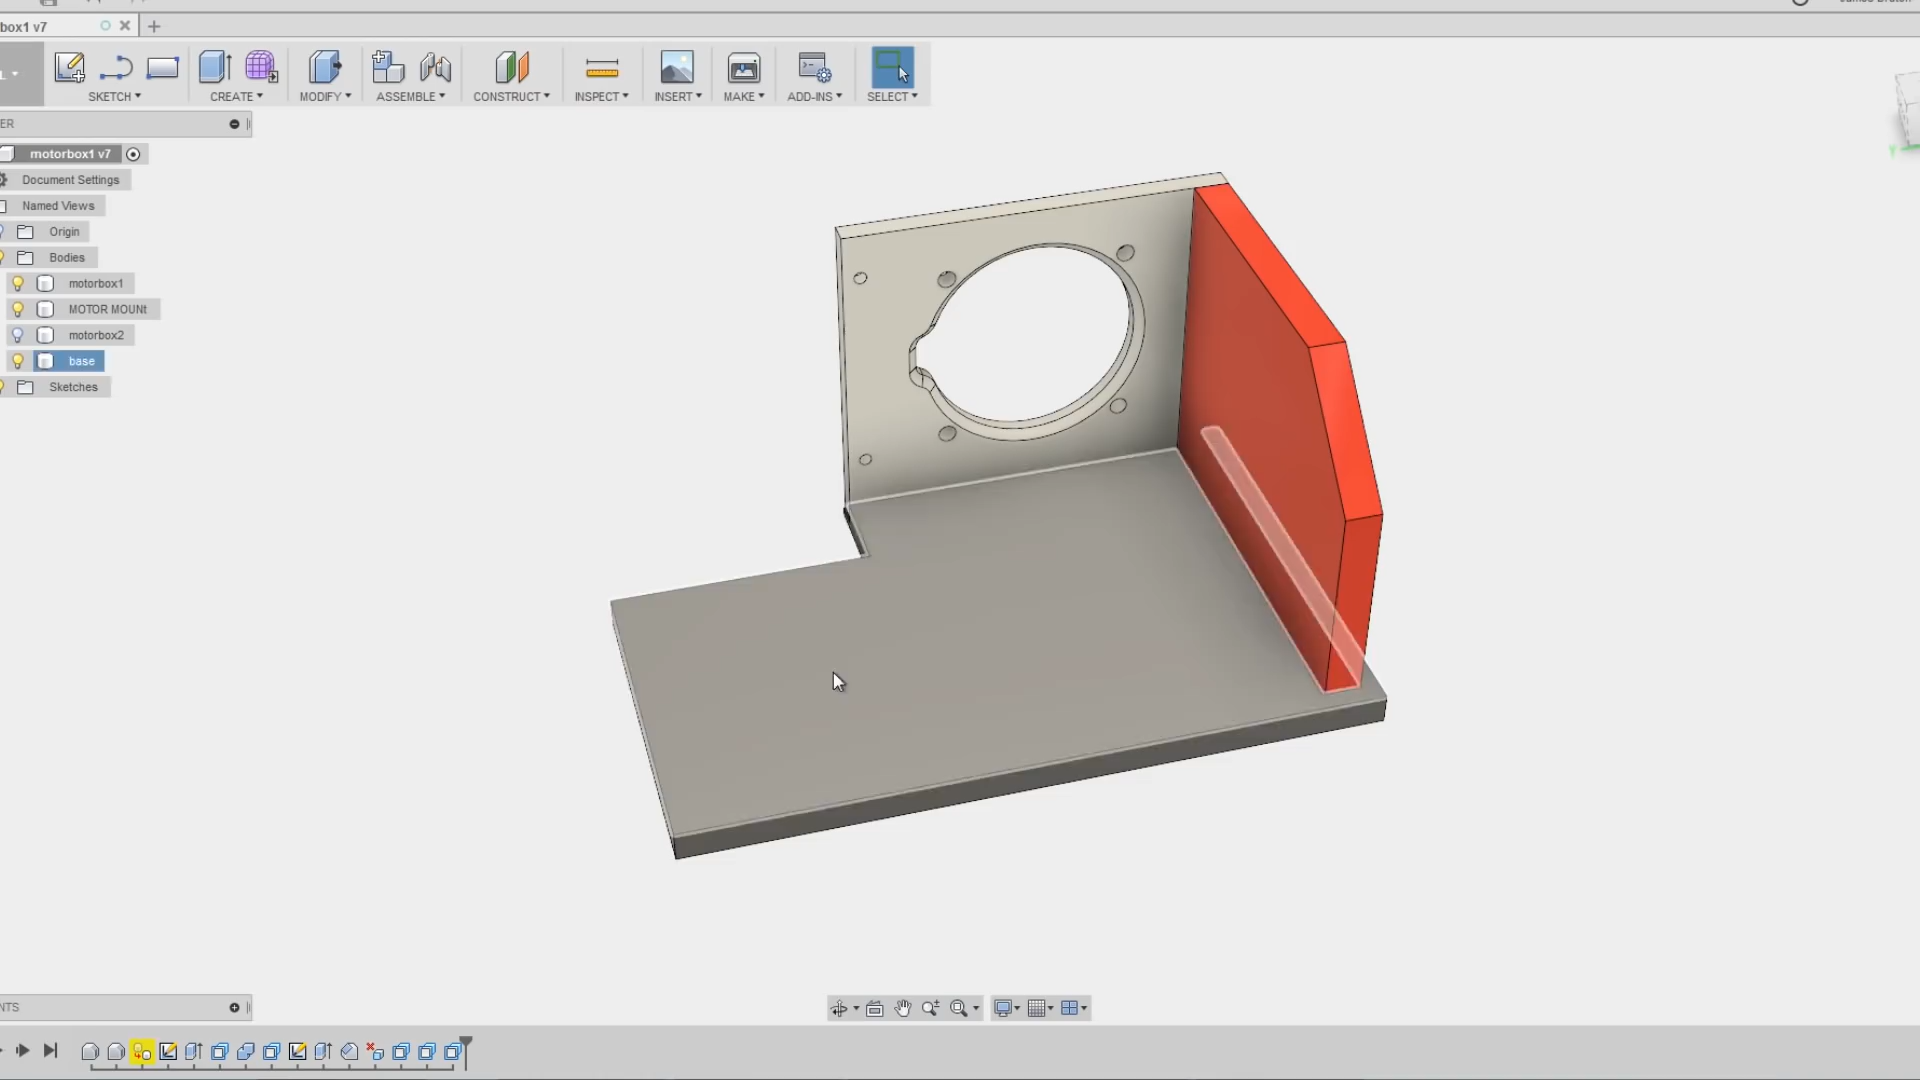 box1 v7
SKETCH
CREATE
MODIFY
ASSEMBLE
CONSTRUCT
INSPECT
INSERT
MAKE
ADD-INS
SELECT
ER
motorbox1 v7
Document Settings
Named Views
Origin
Bodies
motorbox1
MOTOR MOUNt
motorbox2
base
Sketches
Y
NTS